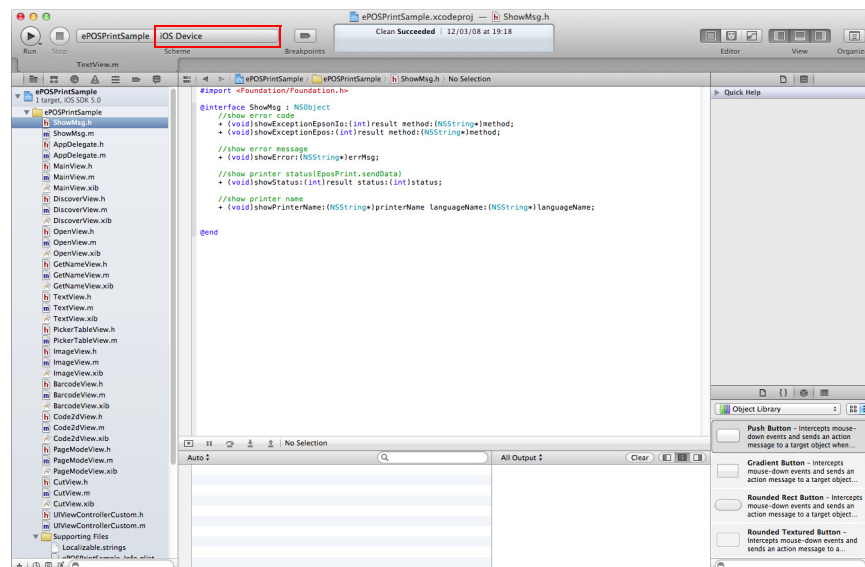 ePOSPrintSample.xcodeproj — h ShowMsg.h
ePOSPrintSample iOS Device
Clean Succeeded | 12/03/08 at 19:18
Run Stop Scheme Breakpoints Editor View Organiz
TextView.m
ePOSPrintSample
1 target, iOS SDK 5.0
ePOSPrintSample
h ShowMsg.h
m ShowMsg.m
h AppDelegate.h
m AppDelegate.m
h MainView.h
m MainView.m
MainView.xib
h DiscoverView.h
m DiscoverView.m
DiscoverView.xib
h OpenView.h
m OpenView.m
OpenView.xib
h GetNameView.h
m GetNameView.m
GetNameView.xib
h TextView.h
m TextView.m
TextView.xib
h PickerTableView.h
m PickerTableView.m
h ImageView.h
m ImageView.m
ImageView.xib
h BarcodeView.h
m BarcodeView.m
BarcodeView.xib
h Code2dView.h
m Code2dView.m
Code2dView.xib
h PageModeView.h
m PageModeView.m
PageModeView.xib
h CutView.h
m CutView.m
CutView.xib
h UIViewControllerCustom.h
m UIViewControllerCustom.m
Supporting Files
Localizable.strings
ePOSPrintSample-Info.plist
ePOSPrintSample ePOSPrintSample h ShowMsg.h No Selection
#import <Foundation/Foundation.h>
@interface ShowMsg : NSObject
//show error code
+ (void)showExceptionEpsonIo:(int)result method:(NSString*)method;
+ (void)showExceptionEpos:(int)result method:(NSString*)method;
//show error message
+ (void)showError:(NSString*)errMsg;
//show printer status(EposPrint.sendData)
+ (void)showStatus:(int)result status:(int)status;
//show printer name
+ (void)showPrinterName:(NSString*)printerName languageName:(NSString*)languageName;
@end
No Selection
Auto
All Output
Clear
Quick Help
{}
Object Library
Push Button – Intercepts mouse-
down events and sends an action
message to a target object when...
Gradient Button – Intercepts
mouse-down events and sends an
action message to a target object...
Rounded Rect Button – Intercepts
mouse-down events and sends an
action message to a target object...
Rounded Textured Button –
Intercepts mouse-down events and
sends an action message to a...